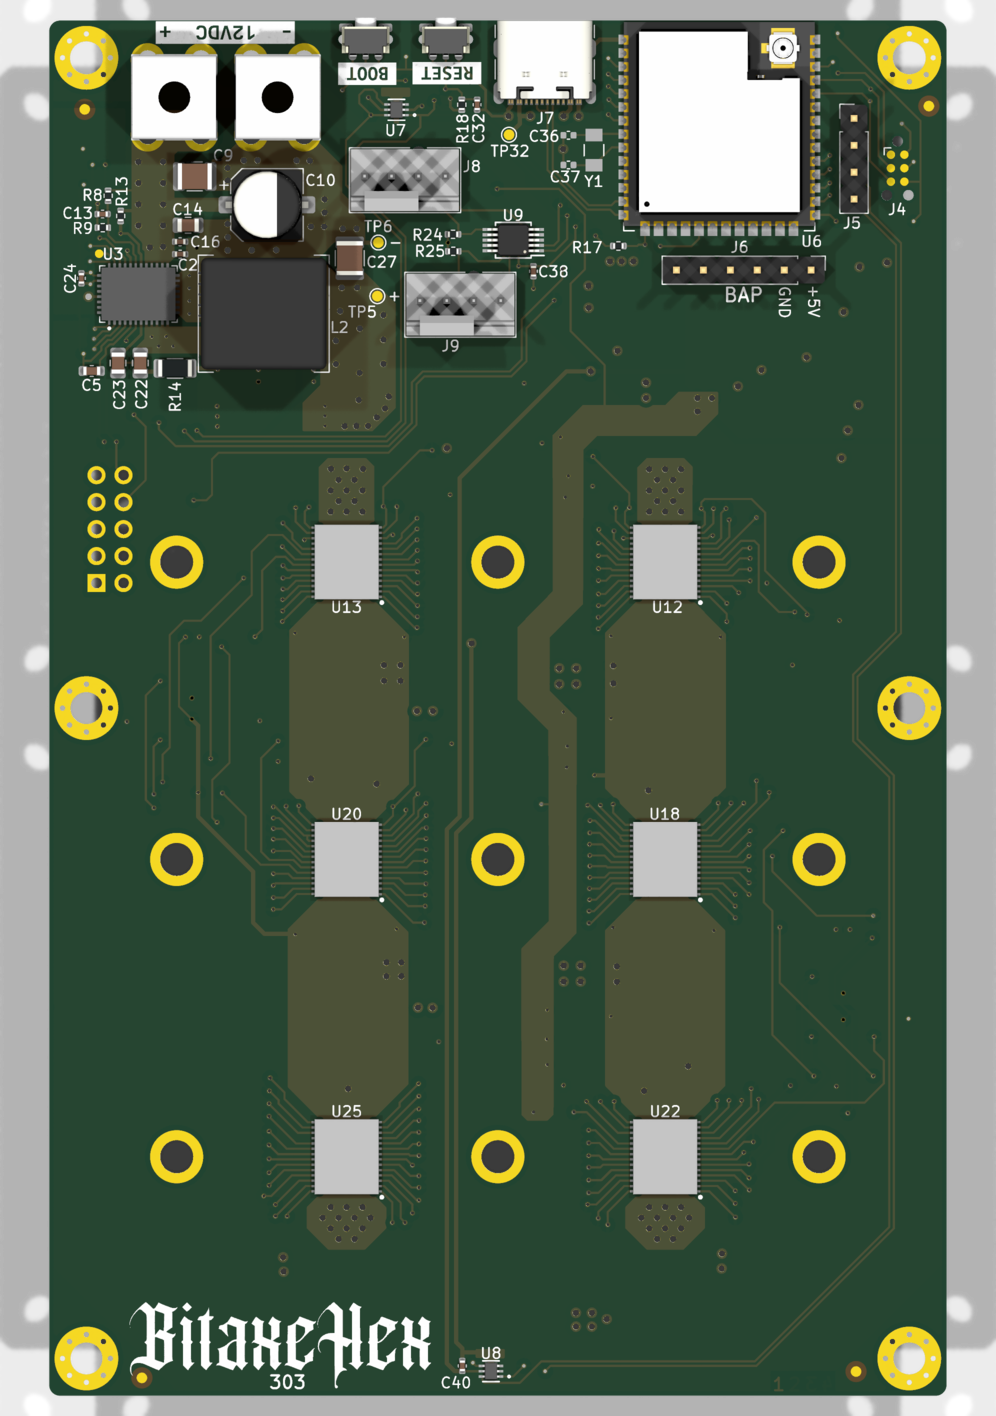 + 12VDC -
BOOT
RESET
U7
R18
C32
J7
C36
TP32
C37
Y1
C9
J8
C10
+
R8
R13
C13
R9
C14
C16
C2
U3
C24
TP6
-
C27
TP5
+
R24
R25
U9
C38
R17
J6
U6
J5
J4
BAP
GND
+5V
L2
J9
C5
C23
C22
R14
U13
U12
U20
U18
U25
U22
BitaxeHex
303
U8
C40
1